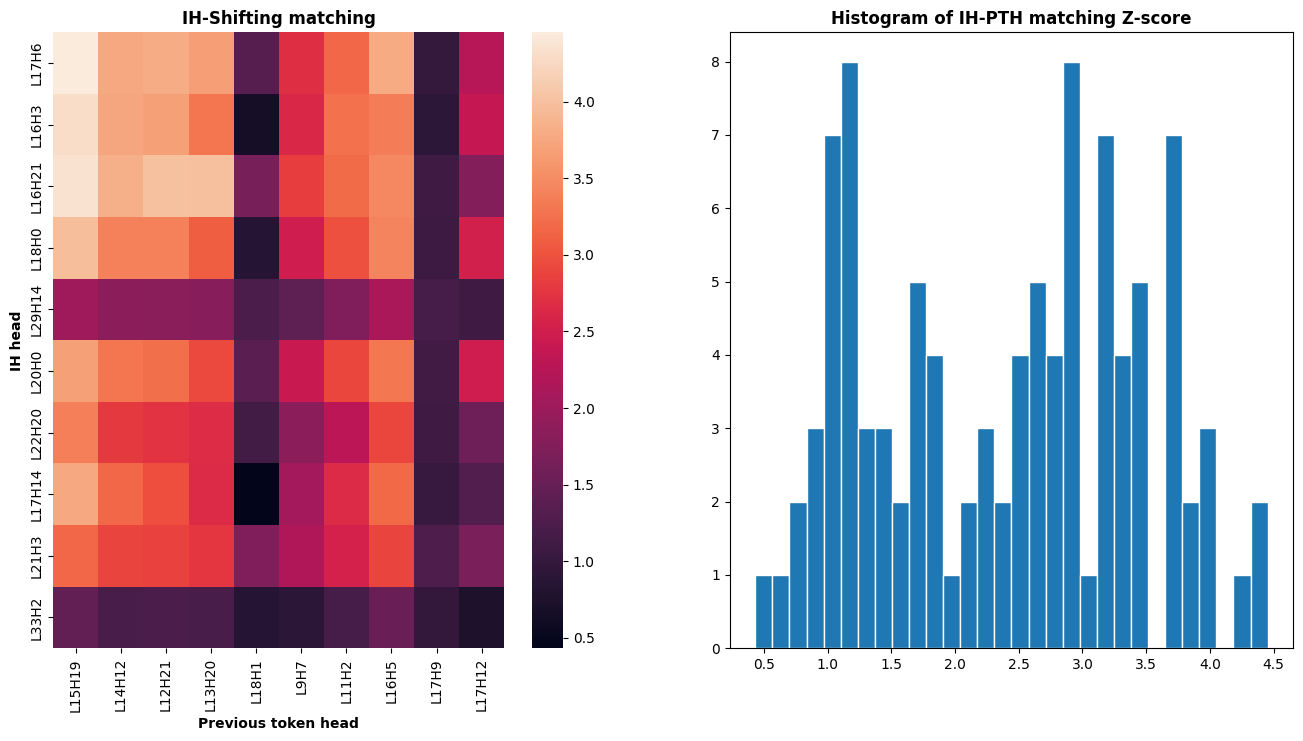 IH-Shifting matching
IH head
L17H6
L16H3
L16H21
L18H0
L29H14
L20H0
L22H20
L17H14
L21H3
L33H2
L15H19
L14H12
L12H21
L13H20
L18H1
L9H7
L11H2
L16H5
L17H9
L17H12
Previous token head
4.0
3.5
3.0
2.5
2.0
1.5
1.0
0.5
Histogram of IH-PTH matching Z-score
8
7
6
5
4
3
2
1
0
0.5 1.0 1.5 2.0 2.5 3.0 3.5 4.0 4.5